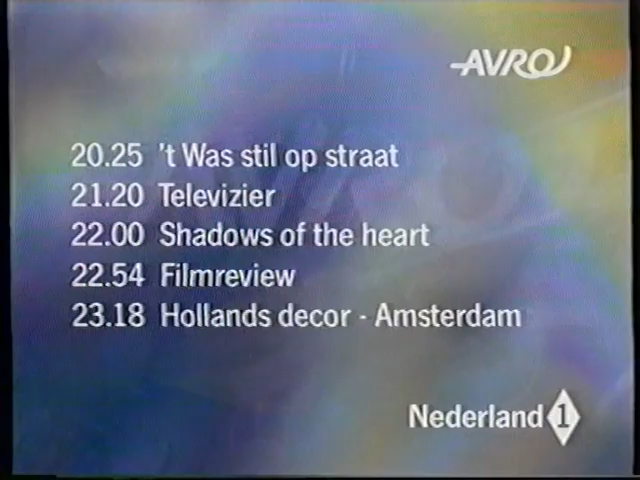 AVRO
20.25 't Was stil op straat
21.20 Televizier
22.00 Shadows of the heart
22.54 Filmreview
23.18 Hollands decor - Amsterdam
Nederland 1